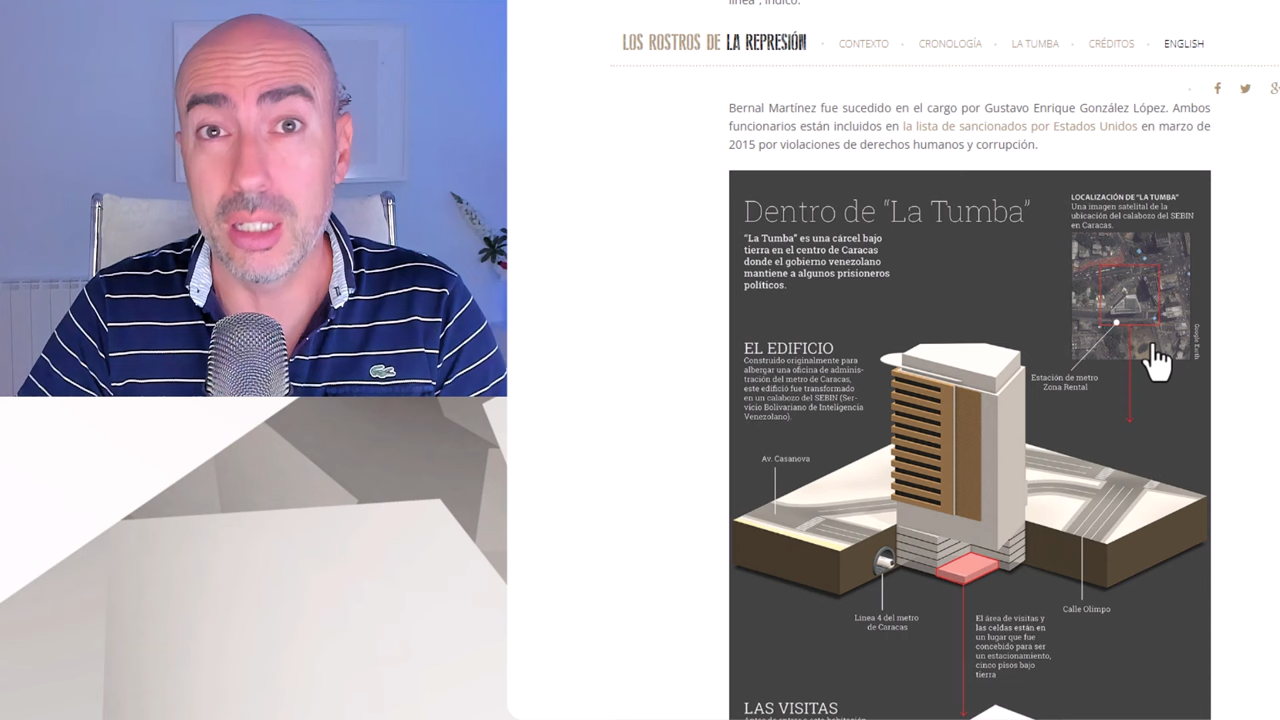 línea", indicó.
LOS ROSTROS DE LA REPRESIÓN
CONTEXTO
CRONOLOGÍA
LA TUMBA
CRÉDITOS
ENGLISH
Bernal Martínez fue sucedido en el cargo por Gustavo Enrique González López. Ambos
funcionarios están incluidos en la lista de sancionados por Estados Unidos en marzo de
2015 por violaciones de derechos humanos y corrupción.
Dentro de "La Tumba"
"La Tumba" es una cárcel bajo
tierra en el centro de Caracas
donde el gobierno venezolano
mantiene a algunos prisioneros
políticos.
LOCALIZACIÓN DE "LA TUMBA"
Una imagen satelital de la
ubicación del calabozo del SEBIN
en Caracas.
Google Earth
Estación de metro
Zona Rental
EL EDIFICIO
Construido originalmente para
albergar una oficina de adminis-
tración del metro de Caracas,
este edificio fue transformado
en un calabozo del SEBIN (Ser-
vicio Bolivariano de Inteligencia
Venezolano).
Av. Casanova
Línea 4 del metro
de Caracas
Calle Olimpo
El área de visitas y
las celdas están en
un lugar que fue
concebido para ser
un estacionamiento,
cinco pisos bajo
tierra
LAS VISITAS